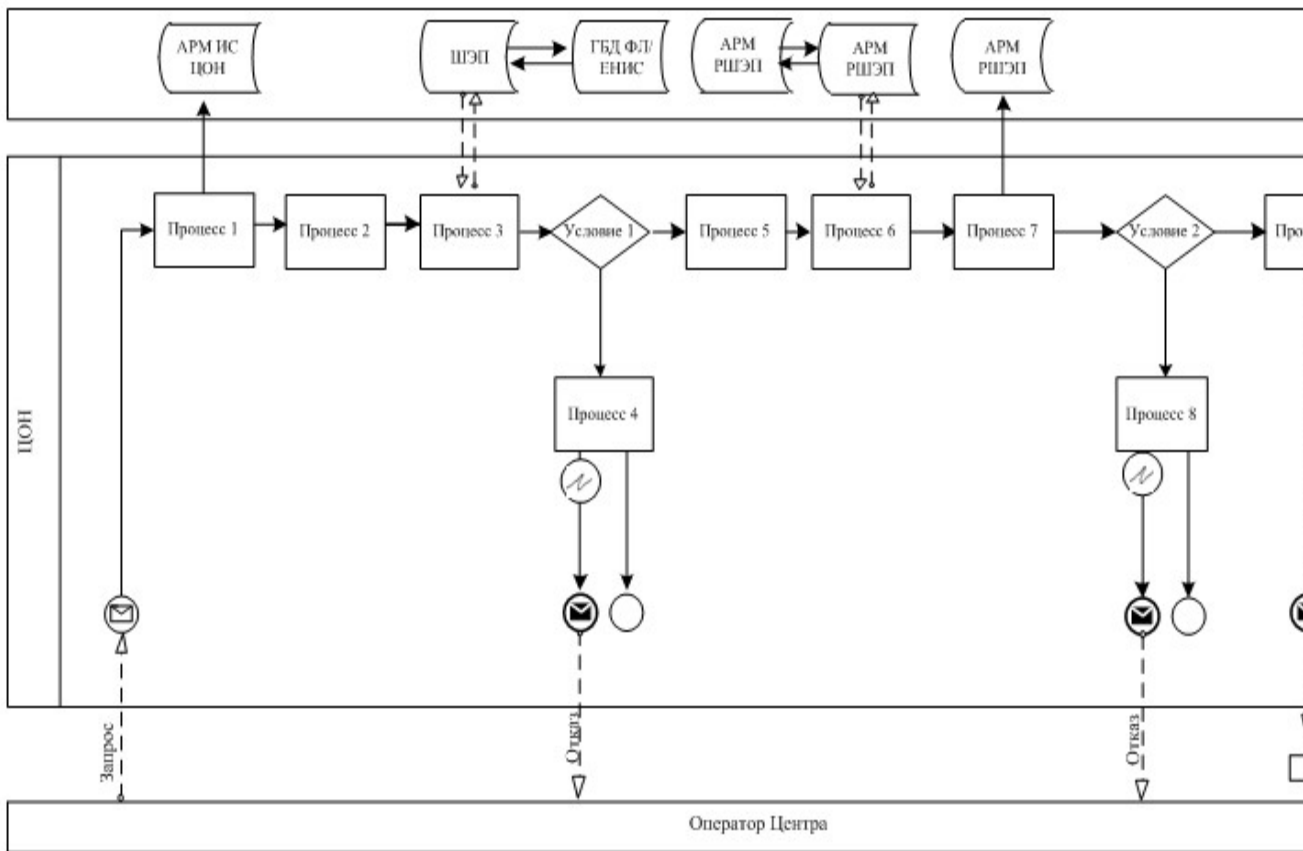 АРМ ИС
ЦОН
ШЭП
ГБД ФЛ/
ЕНИС
АРМ
РШЭП
АРМ
РШЭП
АРМ
РШЭП
ЦОН
Процесс 1
Процесс 2
Процесс 3
Условие 1
Процесс 5
Процесс 6
Процесс 7
Условие 2
Про
Процесс 4
Процесс 8
Запрос
Отказ
Отказ
Оператор Центра